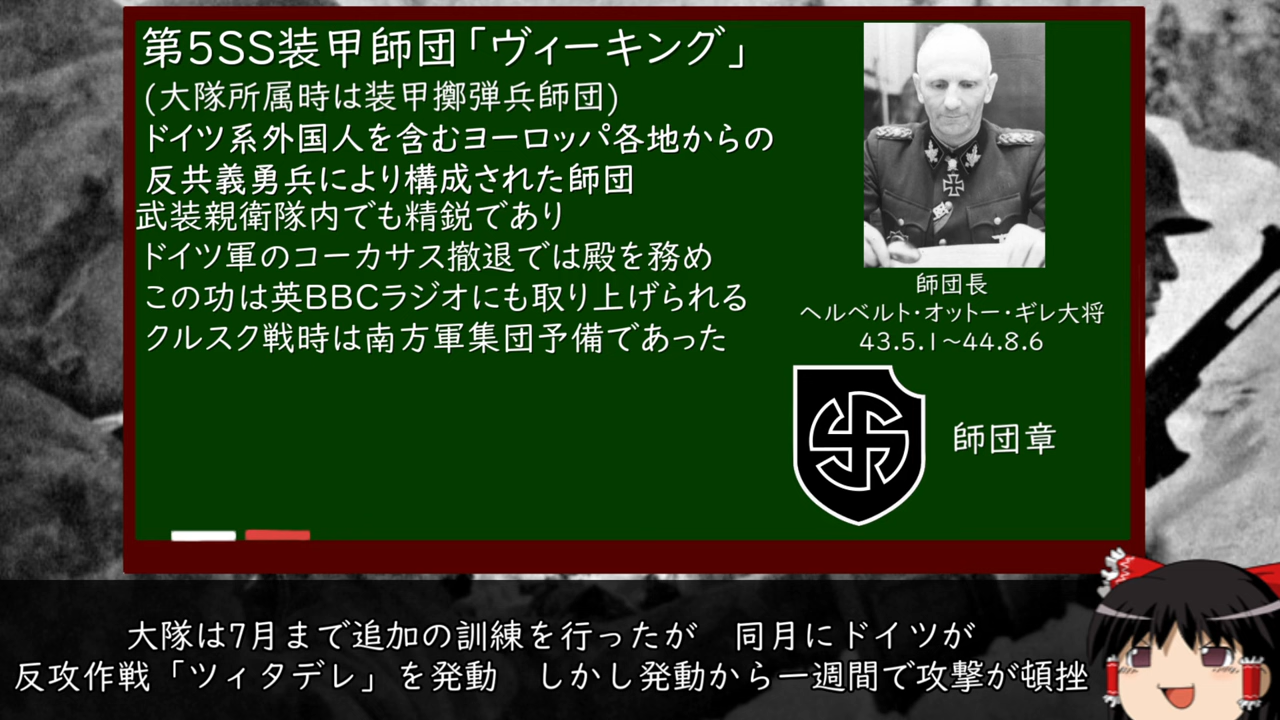 第5SS装甲師団「ヴィーキング」
(大隊所属時は装甲擲弾兵師団)
ドイツ系外国人を含むヨーロッパ各地からの
反共義勇兵により構成された師団
武装親衛隊内でも精鋭であり
ドイツ軍のコーカサス撤退では殿を務め
この功は英BBCラジオにも取り上げられる
クルスク戦時は南方軍集団予備であった
師団長
ヘルベルト・オットー・ギレ大将
43.5.1〜44.8.6
師団章
大隊は7月まで追加の訓練を行ったが　同月にドイツが
反攻作戦「ツィタデレ」を発動　しかし発動から一週間で攻撃が頓挫